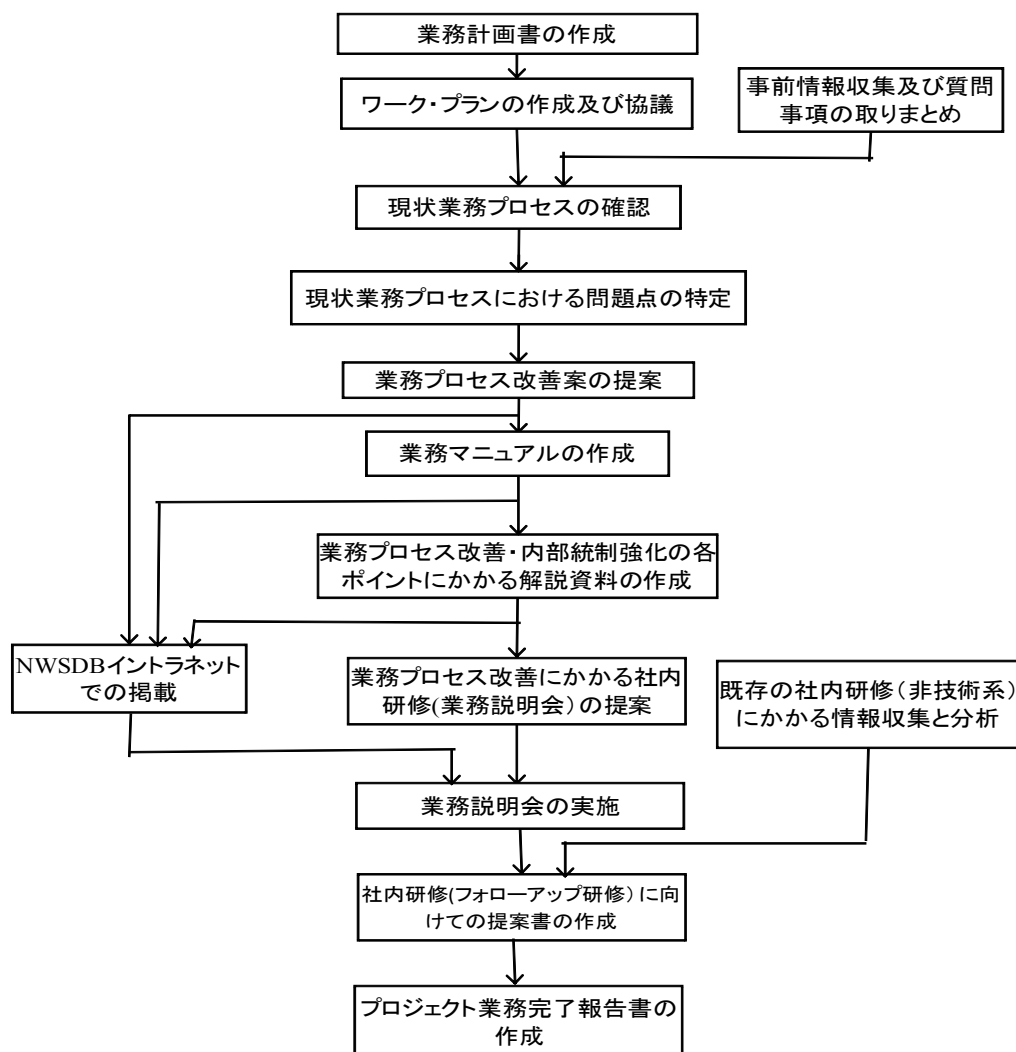 業務計画書の作成
ワーク・プランの作成及び協議
事前情報収集及び質問
事項の取りまとめ
現状業務プロセスの確認
現状業務プロセスにおける問題点の特定
業務プロセス改善案の提案
業務マニュアルの作成
業務プロセス改善・内部統制強化の各
ポイントにかかる解説資料の作成
NWSDBイントラネット
での掲載
業務プロセス改善にかかる社内
研修(業務説明会）の提案
既存の社内研修（非技術系）
にかかる情報収集と分析
業務説明会の実施
社内研修(フォローアップ研修）に向
けての提案書の作成
プロジェクト業務完了報告書の
作成